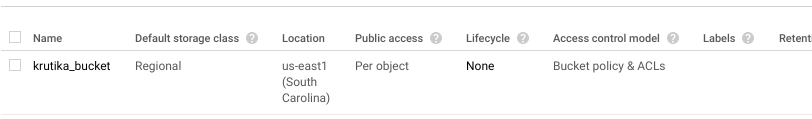 Name Default storage class ? Location Public access ? Lifecycle ? Access control model ? Labels ? Retenti
krutika_bucket Regional us-east1 Per object None Bucket policy & ACLs
(South
Carolina)